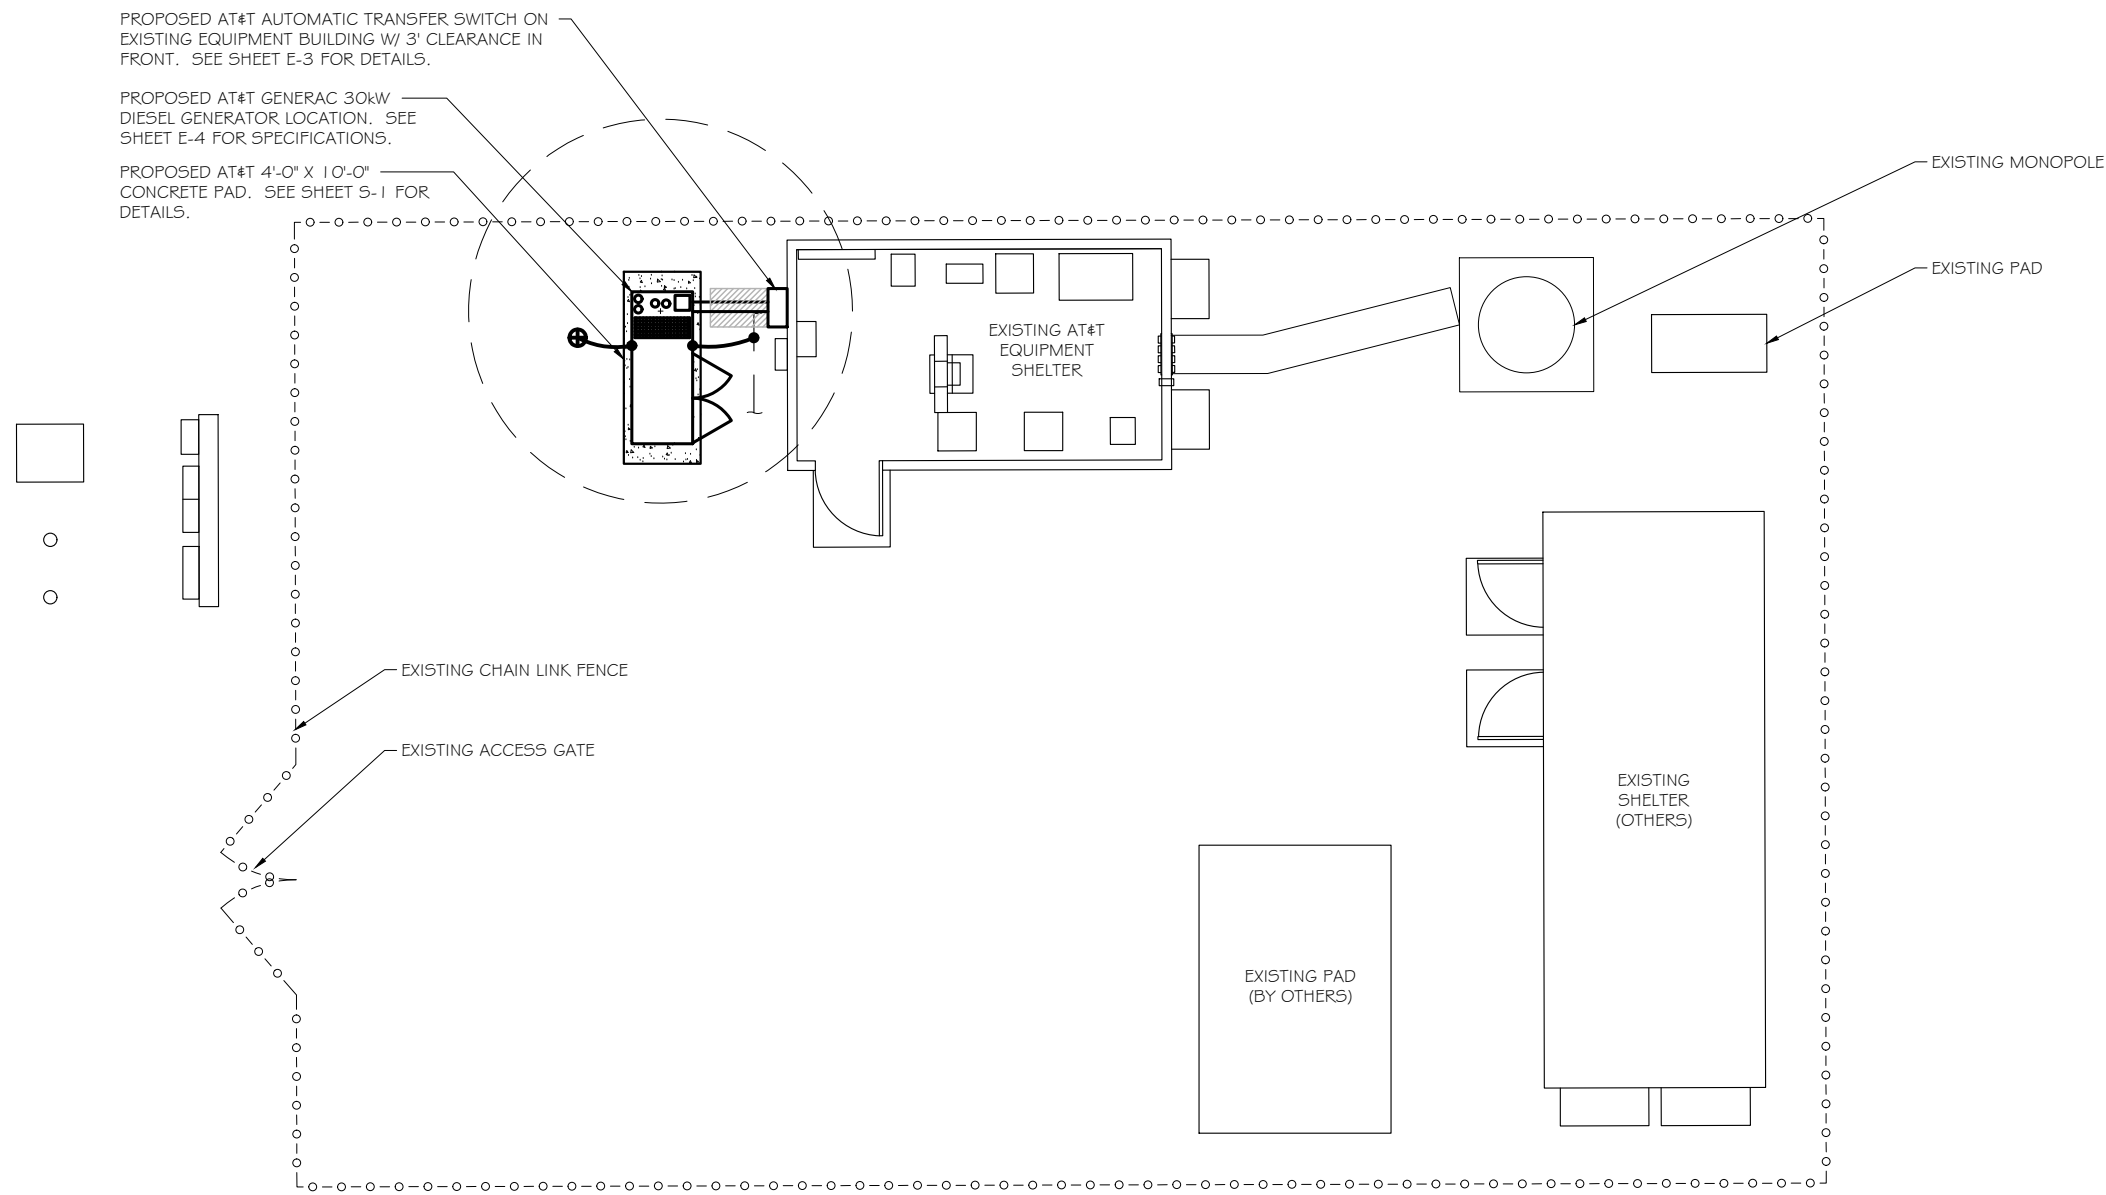 PROPOSED AT&T AUTOMATIC TRANSFER SWITCH ON
EXISTING EQUIPMENT BUILDING W/ 3' CLEARANCE IN
FRONT. SEE SHEET E-3 FOR DETAILS.
PROPOSED AT&T GENERAC 30kW
DIESEL GENERATOR LOCATION. SEE
SHEET E-4 FOR SPECIFICATIONS.
PROPOSED AT&T 4'-0" X 10'-0"
CONCRETE PAD. SEE SHEET S-1 FOR
DETAILS.
EXISTING MONOPOLE
EXISTING PAD
EXISTING AT&T
EQUIPMENT
SHELTER
EXISTING CHAIN LINK FENCE
EXISTING ACCESS GATE
EXISTING
SHELTER
(OTHERS)
EXISTING PAD
(BY OTHERS)